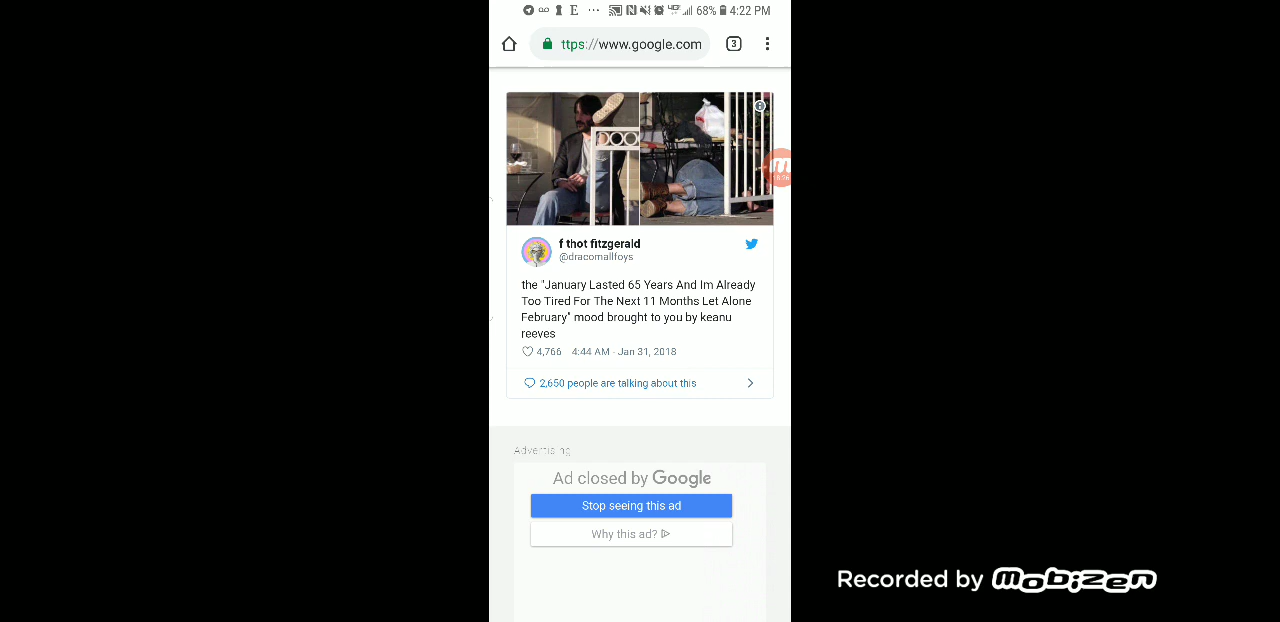 E ... 68% 4:22 PM
ttps://www.google.com 3
f thot fitzgerald
@dracomallfoys
the "January Lasted 65 Years And Im Already
Too Tired For The Next 11 Months Let Alone
February" mood brought to you by keanu
reeves
4,766 4:44 AM - Jan 31, 2018
2,650 people are talking about this
Advertising
Ad closed by Google
Stop seeing this ad
Why this ad?
Recorded by mobizen